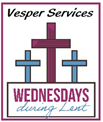 Vesper Services
WEDNESDAYS
during Lent